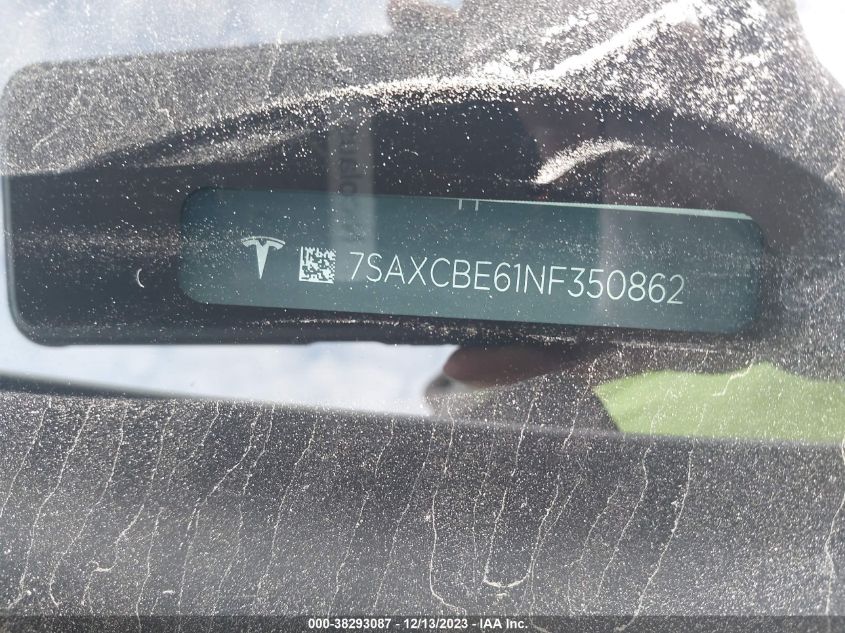 7SAXCBE61NF350862
000-38293087 - 12/13/2023 - IAA Inc.